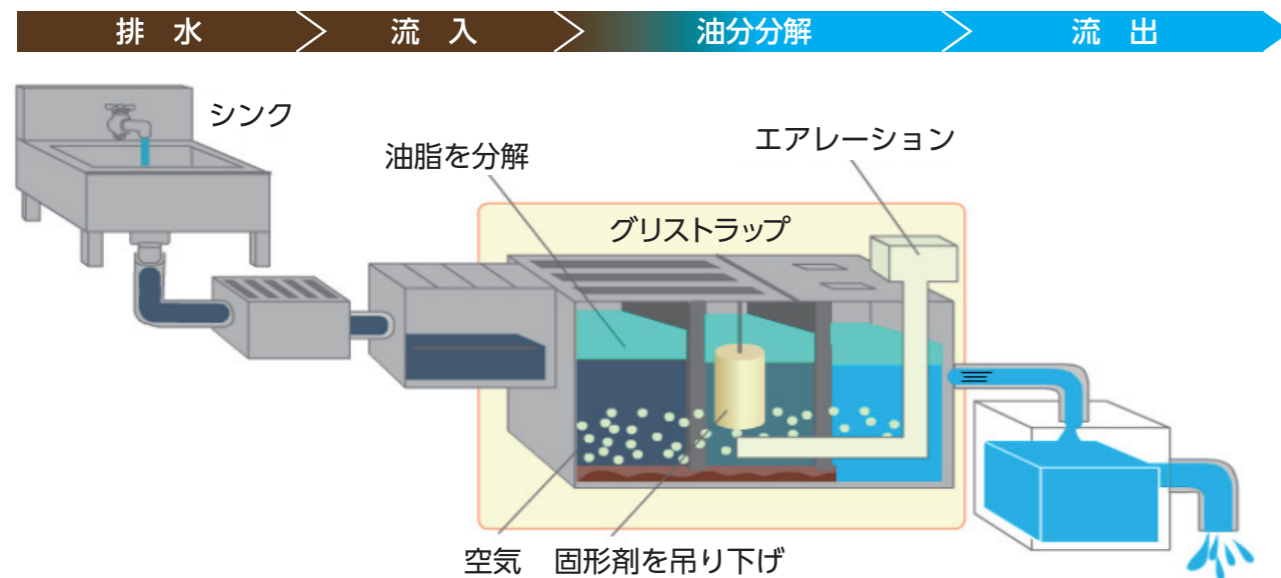 排 水
流 入
油分分解
流 出
シンク
油脂を分解
エアレーション
グリストラップ
空気
固形剤を吊り下げ